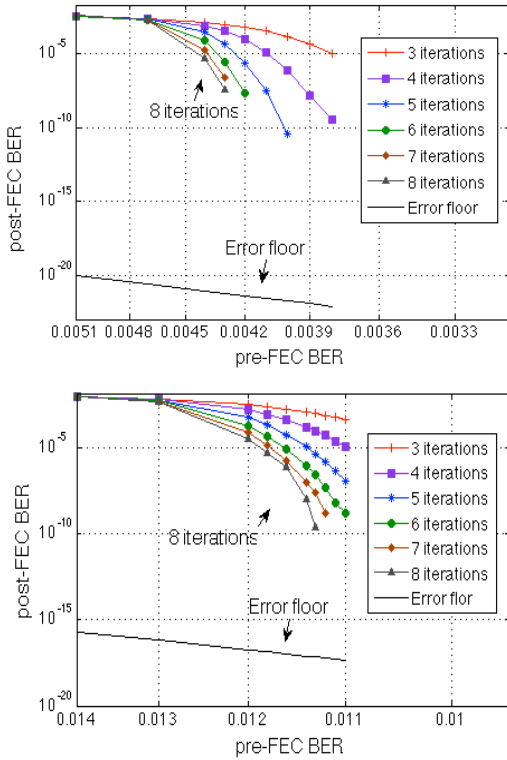 10^-5
10^-10
10^-15
10^-20
post-FEC BER
0.0051
0.0048
0.0045
0.0042
0.0039
0.0036
0.0033
pre-FEC BER
8 iterations
Error floor
3 iterations
4 iterations
5 iterations
6 iterations
7 iterations
8 iterations
Error floor
10^-5
10^-10
10^-15
10^-20
post-FEC BER
0.014
0.013
0.012
0.011
0.01
pre-FEC BER
8 iterations
Error floor
3 iterations
4 iterations
5 iterations
6 iterations
7 iterations
8 iterations
Error flor